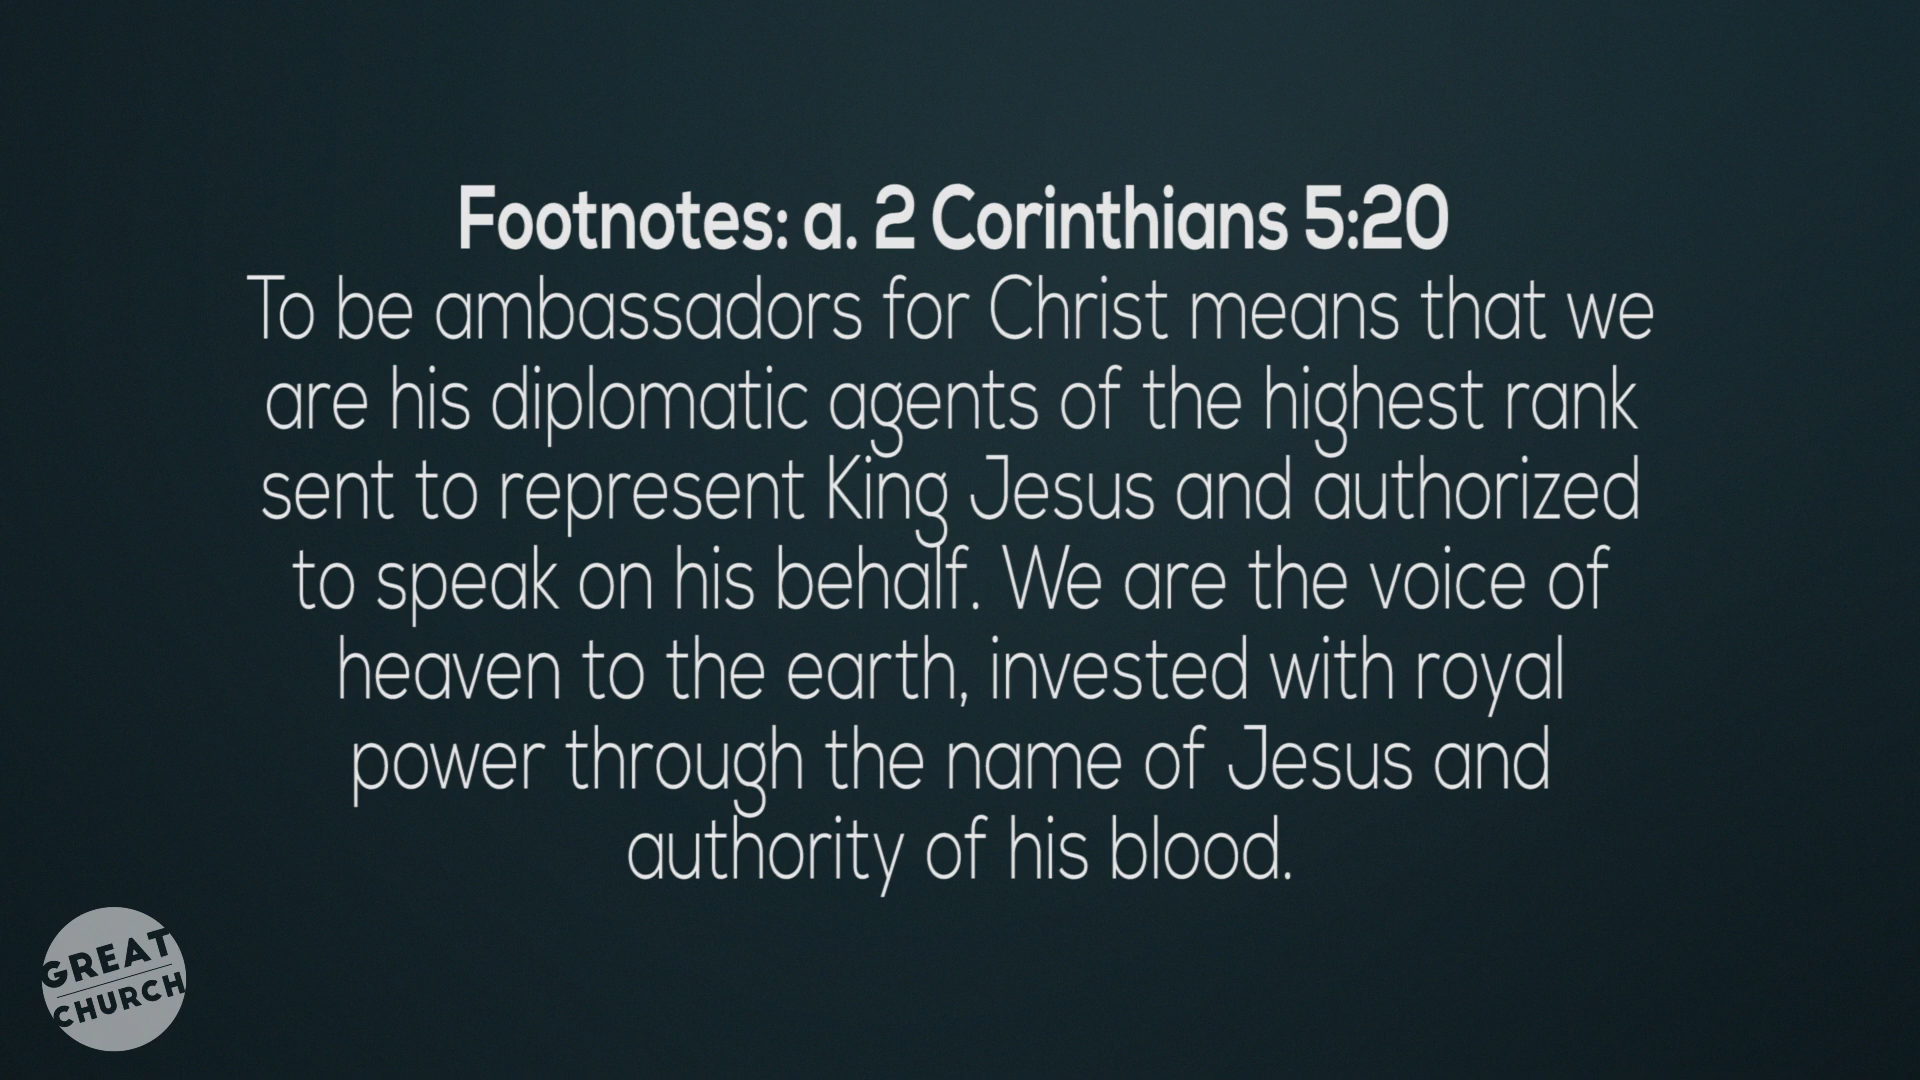 Footnotes: a. 2 Corinthians 5:20
To be ambassadors for Christ means that we
are his diplomatic agents of the highest rank
sent to represent King Jesus and authorized
to speak on his behalf. We are the voice of
heaven to the earth, invested with royal
power through the name of Jesus and
authority of his blood.
GREAT
CHURCH